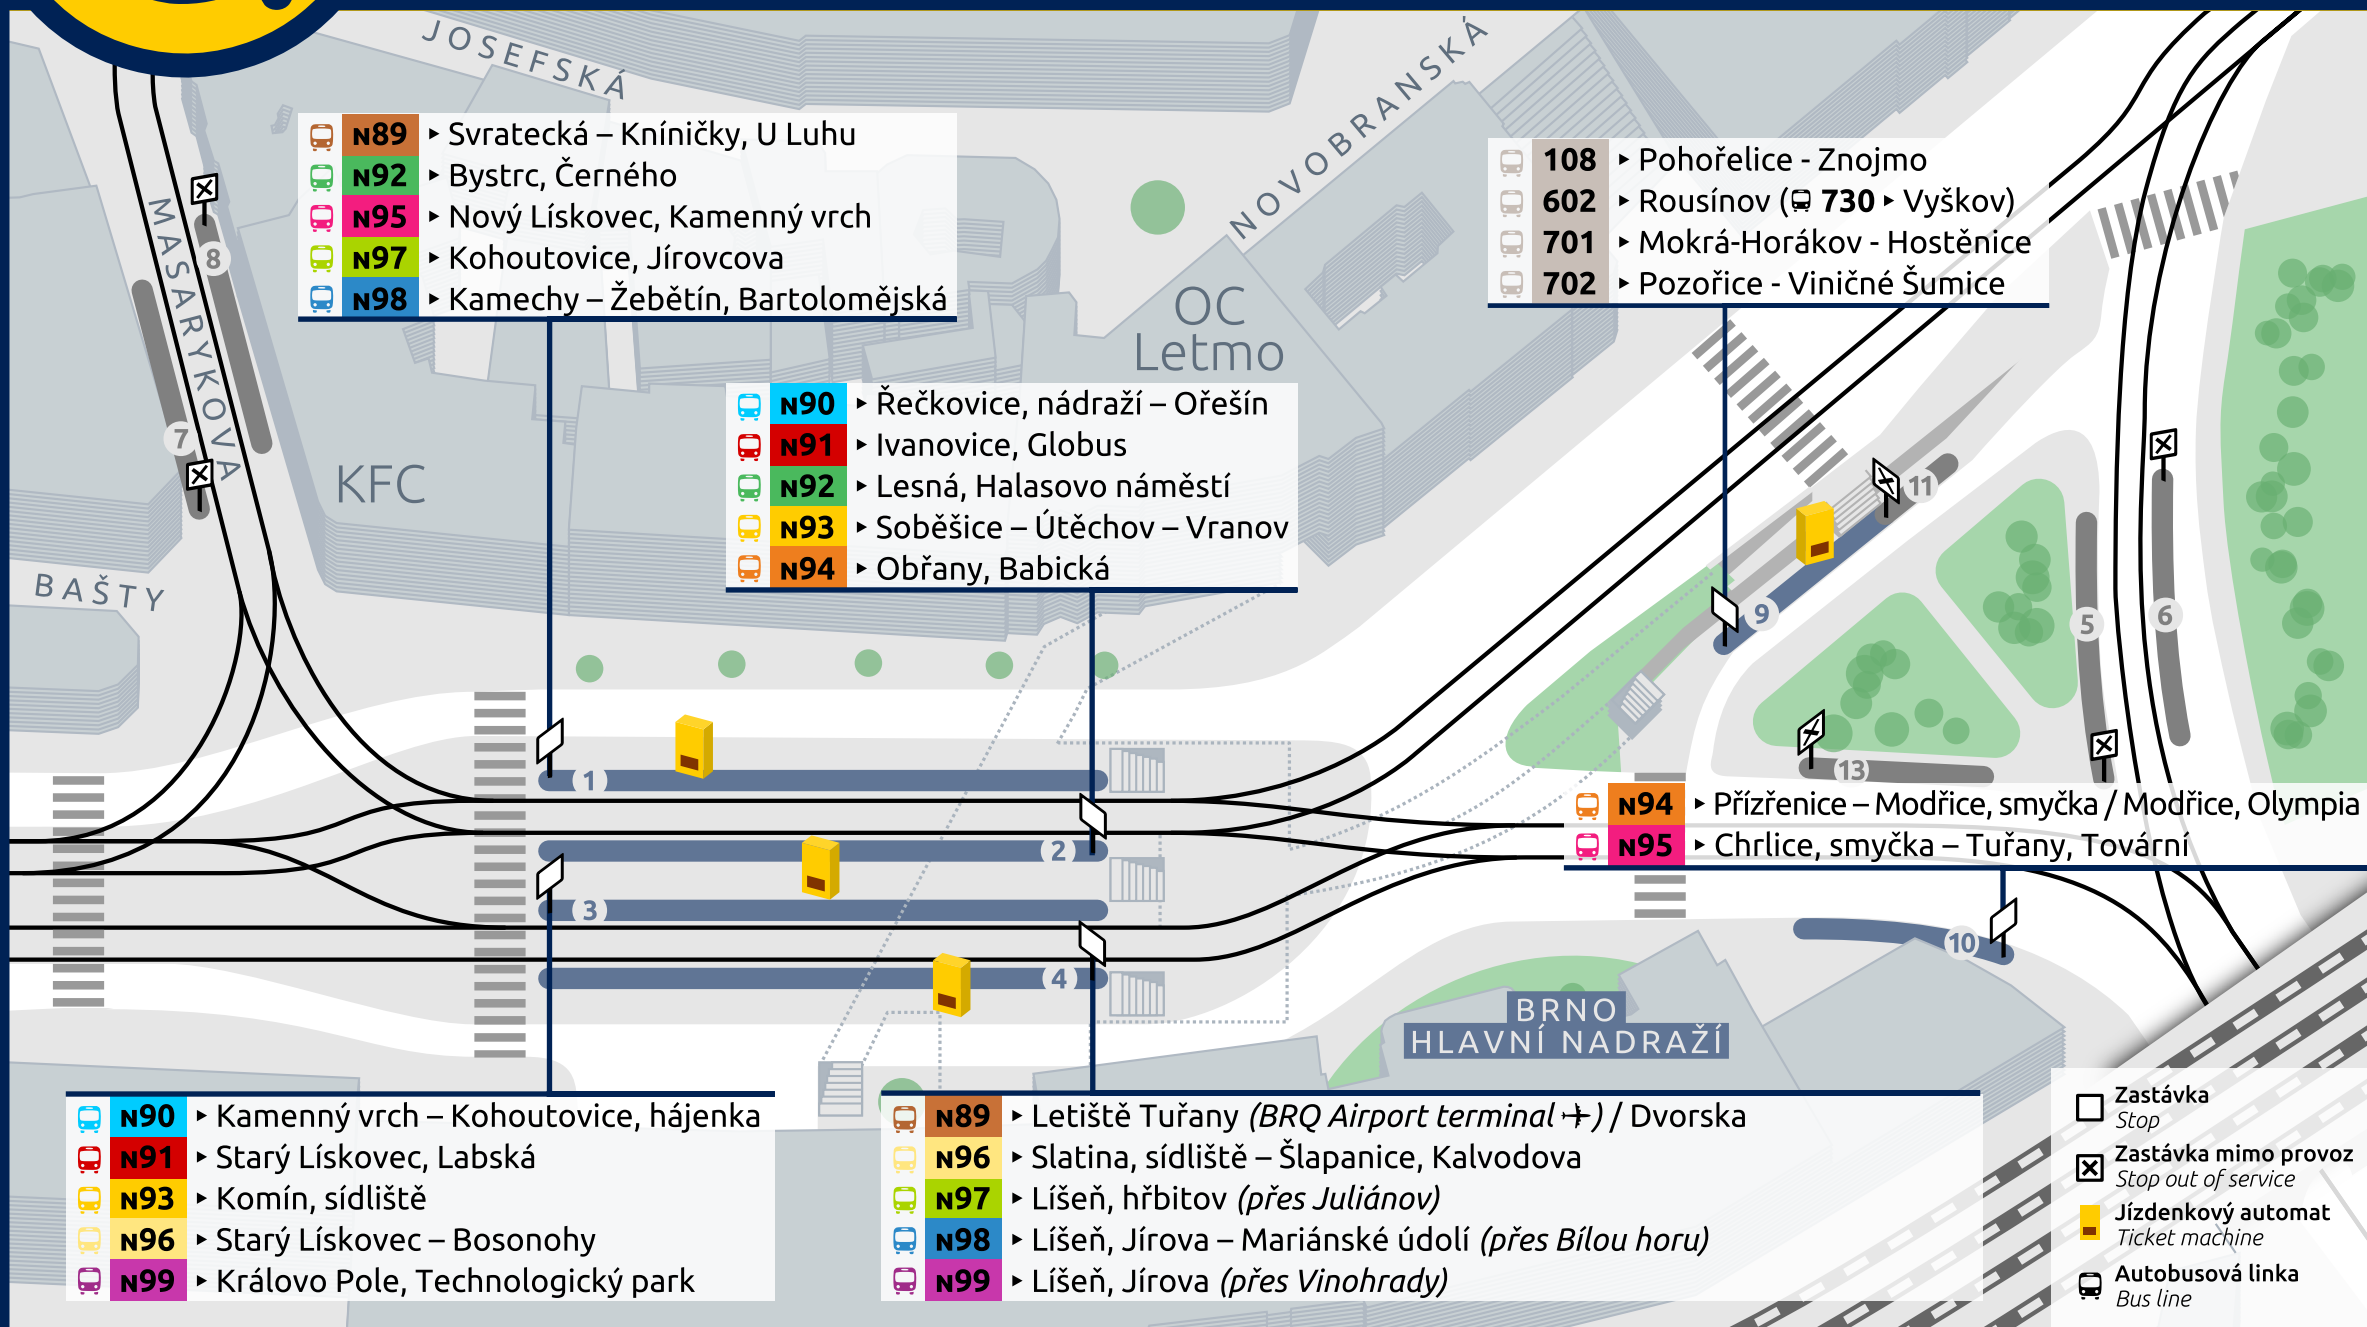 JOSEFSKÁ
NOVOBRANSKÁ
MASARYKOVA
BAŠTY
KFC
OC
Letmo
N89 ▸ Svratecká – Kníničky, U Luhu
N92 ▸ Bystrc, Černého
N95 ▸ Nový Lískovec, Kamenný vrch
N97 ▸ Kohoutovice, Jírovcova
N98 ▸ Kamechy – Žebětín, Bartolomějská
108 ▸ Pohořelice - Znojmo
602 ▸ Rousínov (730 ▸ Vyškov)
701 ▸ Mokrá-Horákov - Hostěnice
702 ▸ Pozořice - Viničné Šumice
N90 ▸ Řečkovice, nádraží – Ořešín
N91 ▸ Ivanovice, Globus
N92 ▸ Lesná, Halasovo náměstí
N93 ▸ Soběšice – Útěchov – Vranov
N94 ▸ Obřany, Babická
8
7
11
9
5
6
13
1
2
3
4
10
N94 ▸ Přízřenice – Modřice, smyčka / Modřice, Olympia
N95 ▸ Chrlice, smyčka – Tuřany, Tovární
BRNO
HLAVNÍ NADRAŽÍ
N90 ▸ Kamenný vrch – Kohoutovice, hájenka
N91 ▸ Starý Lískovec, Labská
N93 ▸ Komín, sídliště
N96 ▸ Starý Lískovec – Bosonohy
N99 ▸ Královo Pole, Technologický park
N89 ▸ Letiště Tuřany (BRQ Airport terminal ✈) / Dvorska
N96 ▸ Slatina, sídliště – Šlapanice, Kalvodova
N97 ▸ Líšeň, hřbitov (přes Juliánov)
N98 ▸ Líšeň, Jírova – Mariánské údolí (přes Bílou horu)
N99 ▸ Líšeň, Jírova (přes Vinohrady)
Zastávka
Stop
Zastávka mimo provoz
Stop out of service
Jízdenkový automat
Ticket machine
Autobusová linka
Bus line